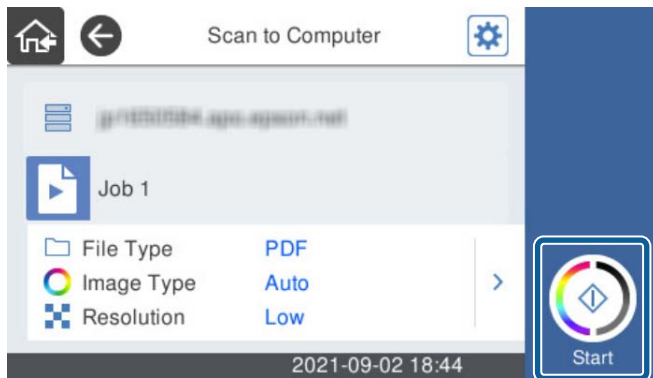 Scan to Computer
Job 1
File Type PDF
Image Type Auto
Resolution Low
2021-09-02 18:44
Start